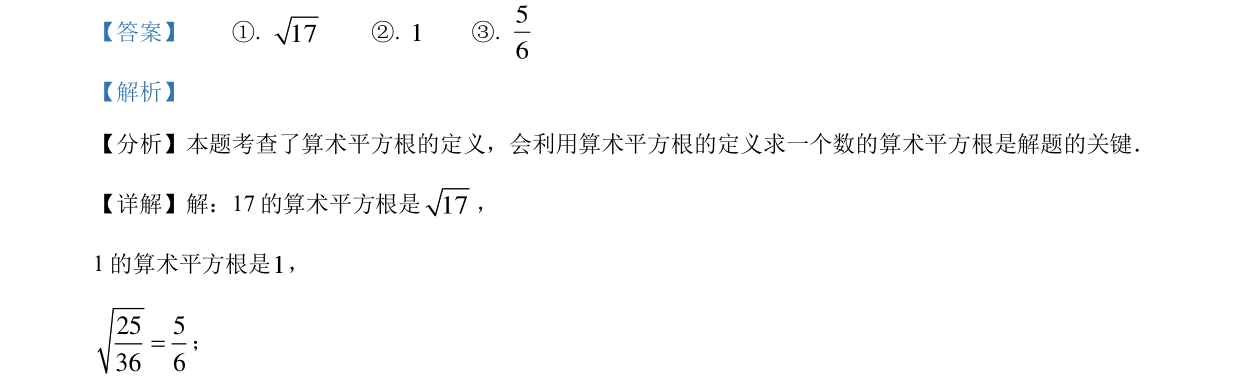 【答案】 ①. √17 ②. 1 ③. 5/6
【解析】
【分析】本题考查了算术平方根的定义，会利用算术平方根的定义求一个数的算术平方根是解题的关键．
【详解】解：17 的算术平方根是 √17 ，
1 的算术平方根是1，
√(25/36) = 5/6；